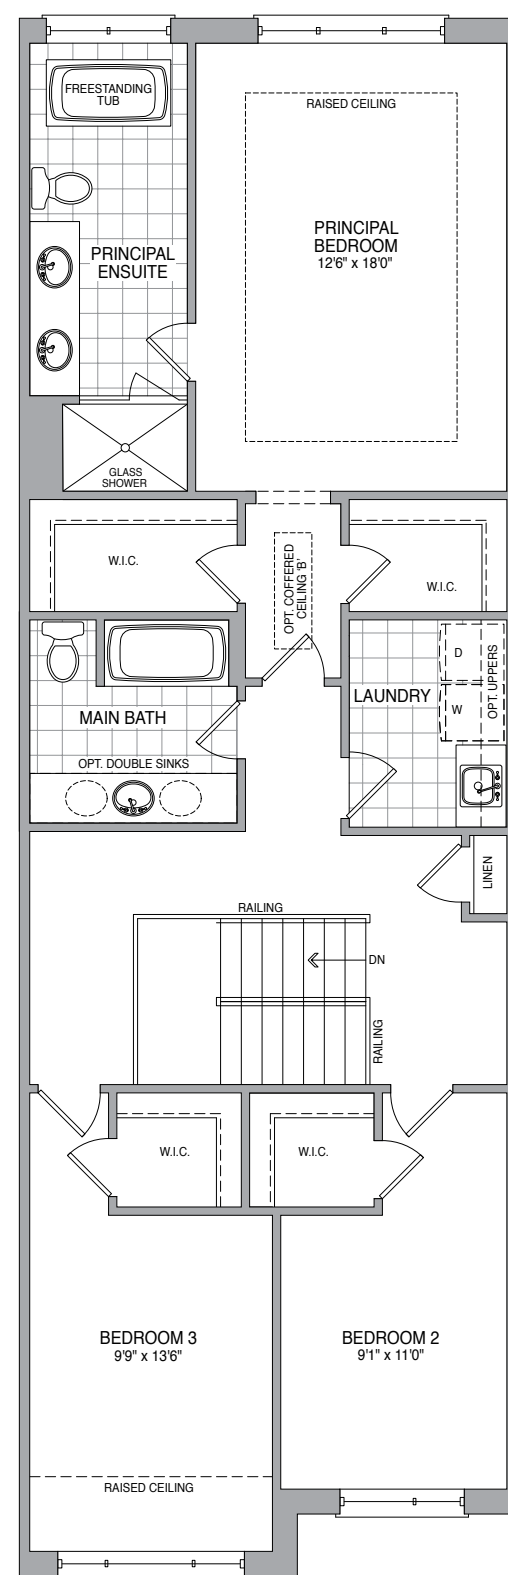 FREESTANDING
TUB
RAISED CEILING
PRINCIPAL
BEDROOM
12'6" x 18'0"
PRINCIPAL
ENSUITE
GLASS
SHOWER
W.I.C.
OPT. COFFERED
CEILING 'B'
W.I.C.
D
W
OPT. UPPERS
LAUNDRY
MAIN BATH
OPT. DOUBLE SINKS
LINEN
RAILING
DN
RAILING
W.I.C.
W.I.C.
BEDROOM 3
9'9" x 13'6"
BEDROOM 2
9'1" x 11'0"
RAISED CEILING